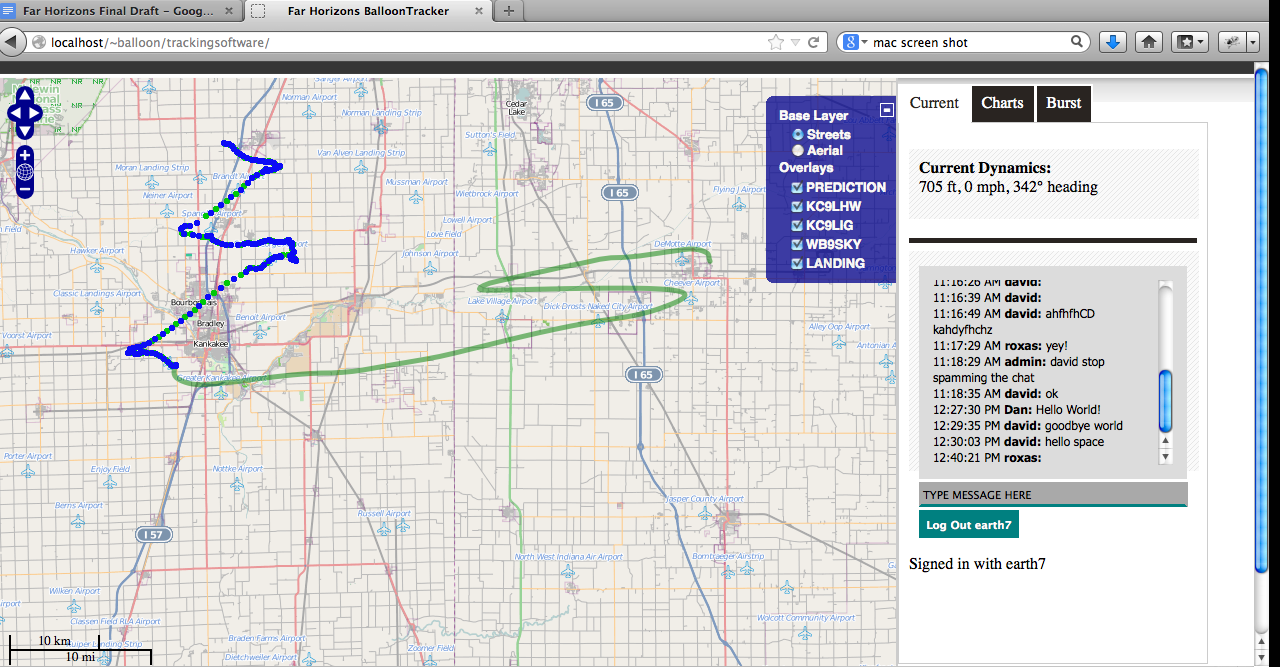 Far Horizons Final Draft – Goog...
Far Horizons BalloonTracker
localhost/~balloon/trackingsoftware/
mac screen shot
Current
Charts
Burst
Current Dynamics:
705 ft, 0 mph, 342° heading
11:16:26 AM david:
11:16:39 AM david:
11:16:49 AM david: ahfhfhCD
kahdyfhchz
11:17:29 AM roxas: yey!
11:18:29 AM admin: david stop
spamming the chat
11:18:35 AM david: ok
12:27:30 PM Dan: Hello World!
12:29:35 PM david: goodbye world
12:30:03 PM david: hello space
12:40:21 PM roxas:
TYPE MESSAGE HERE
Log Out earth7
Signed in with earth7
Base Layer
Streets
Aerial
Overlays
PREDICTION
KC9LHW
KC9LIG
WB9SKY
LANDING
NR
NR
NR
NR
National
Norman Airport
Norman Landing Strip
Cedar
Lake
I 65
Sutton's Field
Van Alven Landing Strip
Moran Landing Strip
Mussman Airport
Wietbrock Airport
I 65
Flying J Airport
Neiner Airport
Lowell Airport
Love Field
Hawker Airport
Johnson Airport
DeMotte Airport
Classic Landings Airport
Cheever Airport
Lake Village Airport
Dick Drosts Naked City Airport
Benoit Airport
Bradley
Kankakee
Alley Oop Airport
Antonian
Greater Kankakee Airport
I 65
Porter Airport
Enjoy Field
Nottke Airport
Jasper County Airport
Berns Airport
Russell Airport
I 57
North West Indiana Air Airport
Borntraeger Airstrip
Wilken Airport
Classen Field RLA Airport
Wolcott Community Airport
10 km
10 mi
Braden Farms Airport
Zoomer Field
Dietchweiler Airport